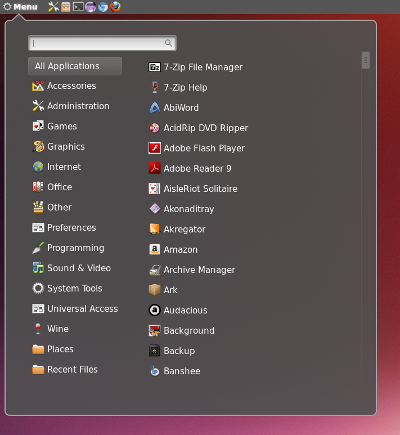 Menu
All Applications
Accessories
Administration
Games
Graphics
Internet
Office
Other
Preferences
Programming
Sound & Video
System Tools
Universal Access
Wine
Places
Recent Files
7-Zip File Manager
7-Zip Help
AbiWord
AcidRip DVD Ripper
Adobe Flash Player
Adobe Reader 9
AisleRiot Solitaire
Akonaditray
Akregator
Amazon
Archive Manager
Ark
Audacious
Background
Backup
Banshee